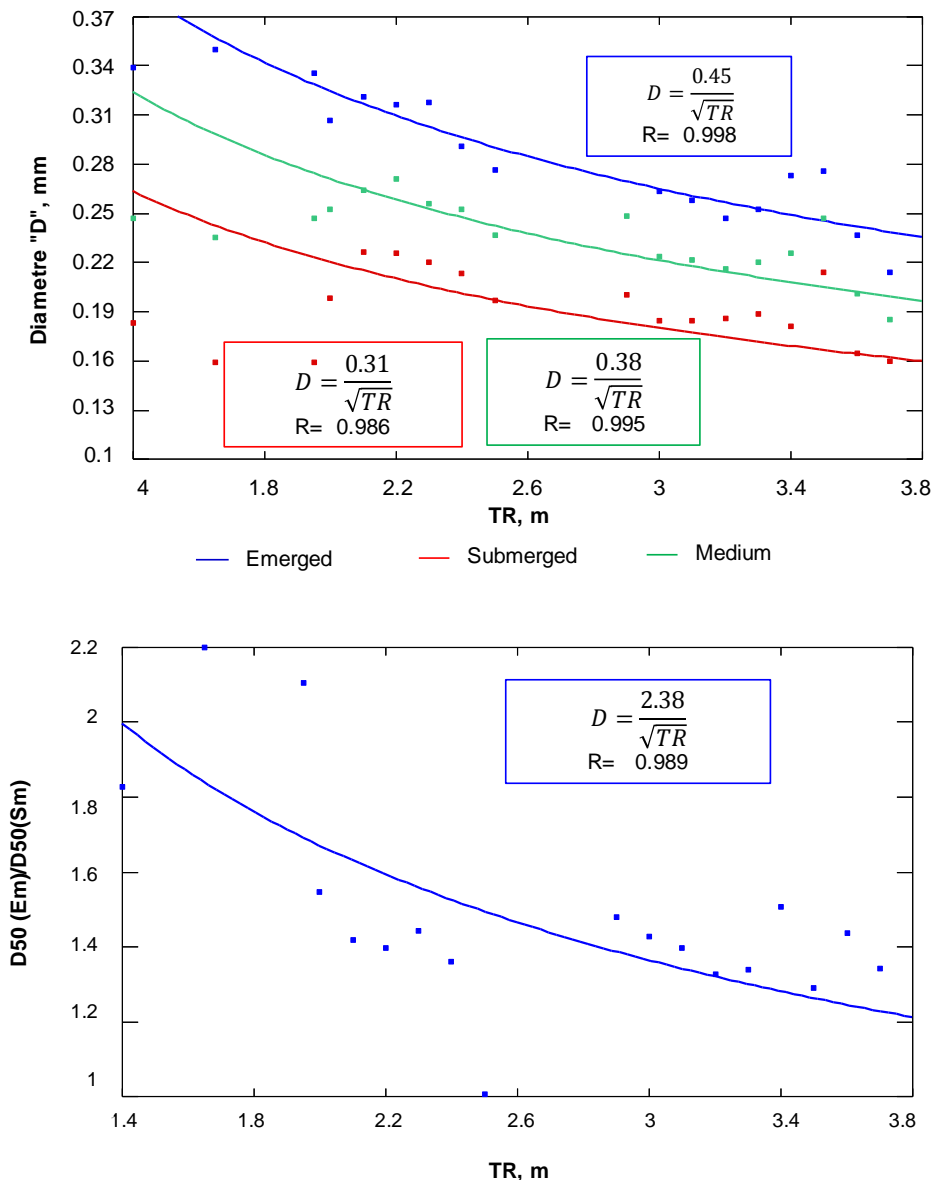 0.37
0.34
0.31
0.28
0.25
0.22
0.19
0.16
0.13
0.1
Diametre "D" , mm
D = 0.45/√TR
R= 0.998
D = 0.31/√TR
R= 0.986
D = 0.38/√TR
R= 0.995
4 1.8 2.2 2.6 3 3.4 3.8
TR, m
Emerged Submerged Medium
2.2
2
1.8
1.6
1.4
1.2
1
D50 (Em)/D50(Sm)
D = 2.38/√TR
R= 0.989
1.4 1.8 2.2 2.6 3 3.4 3.8
TR, m